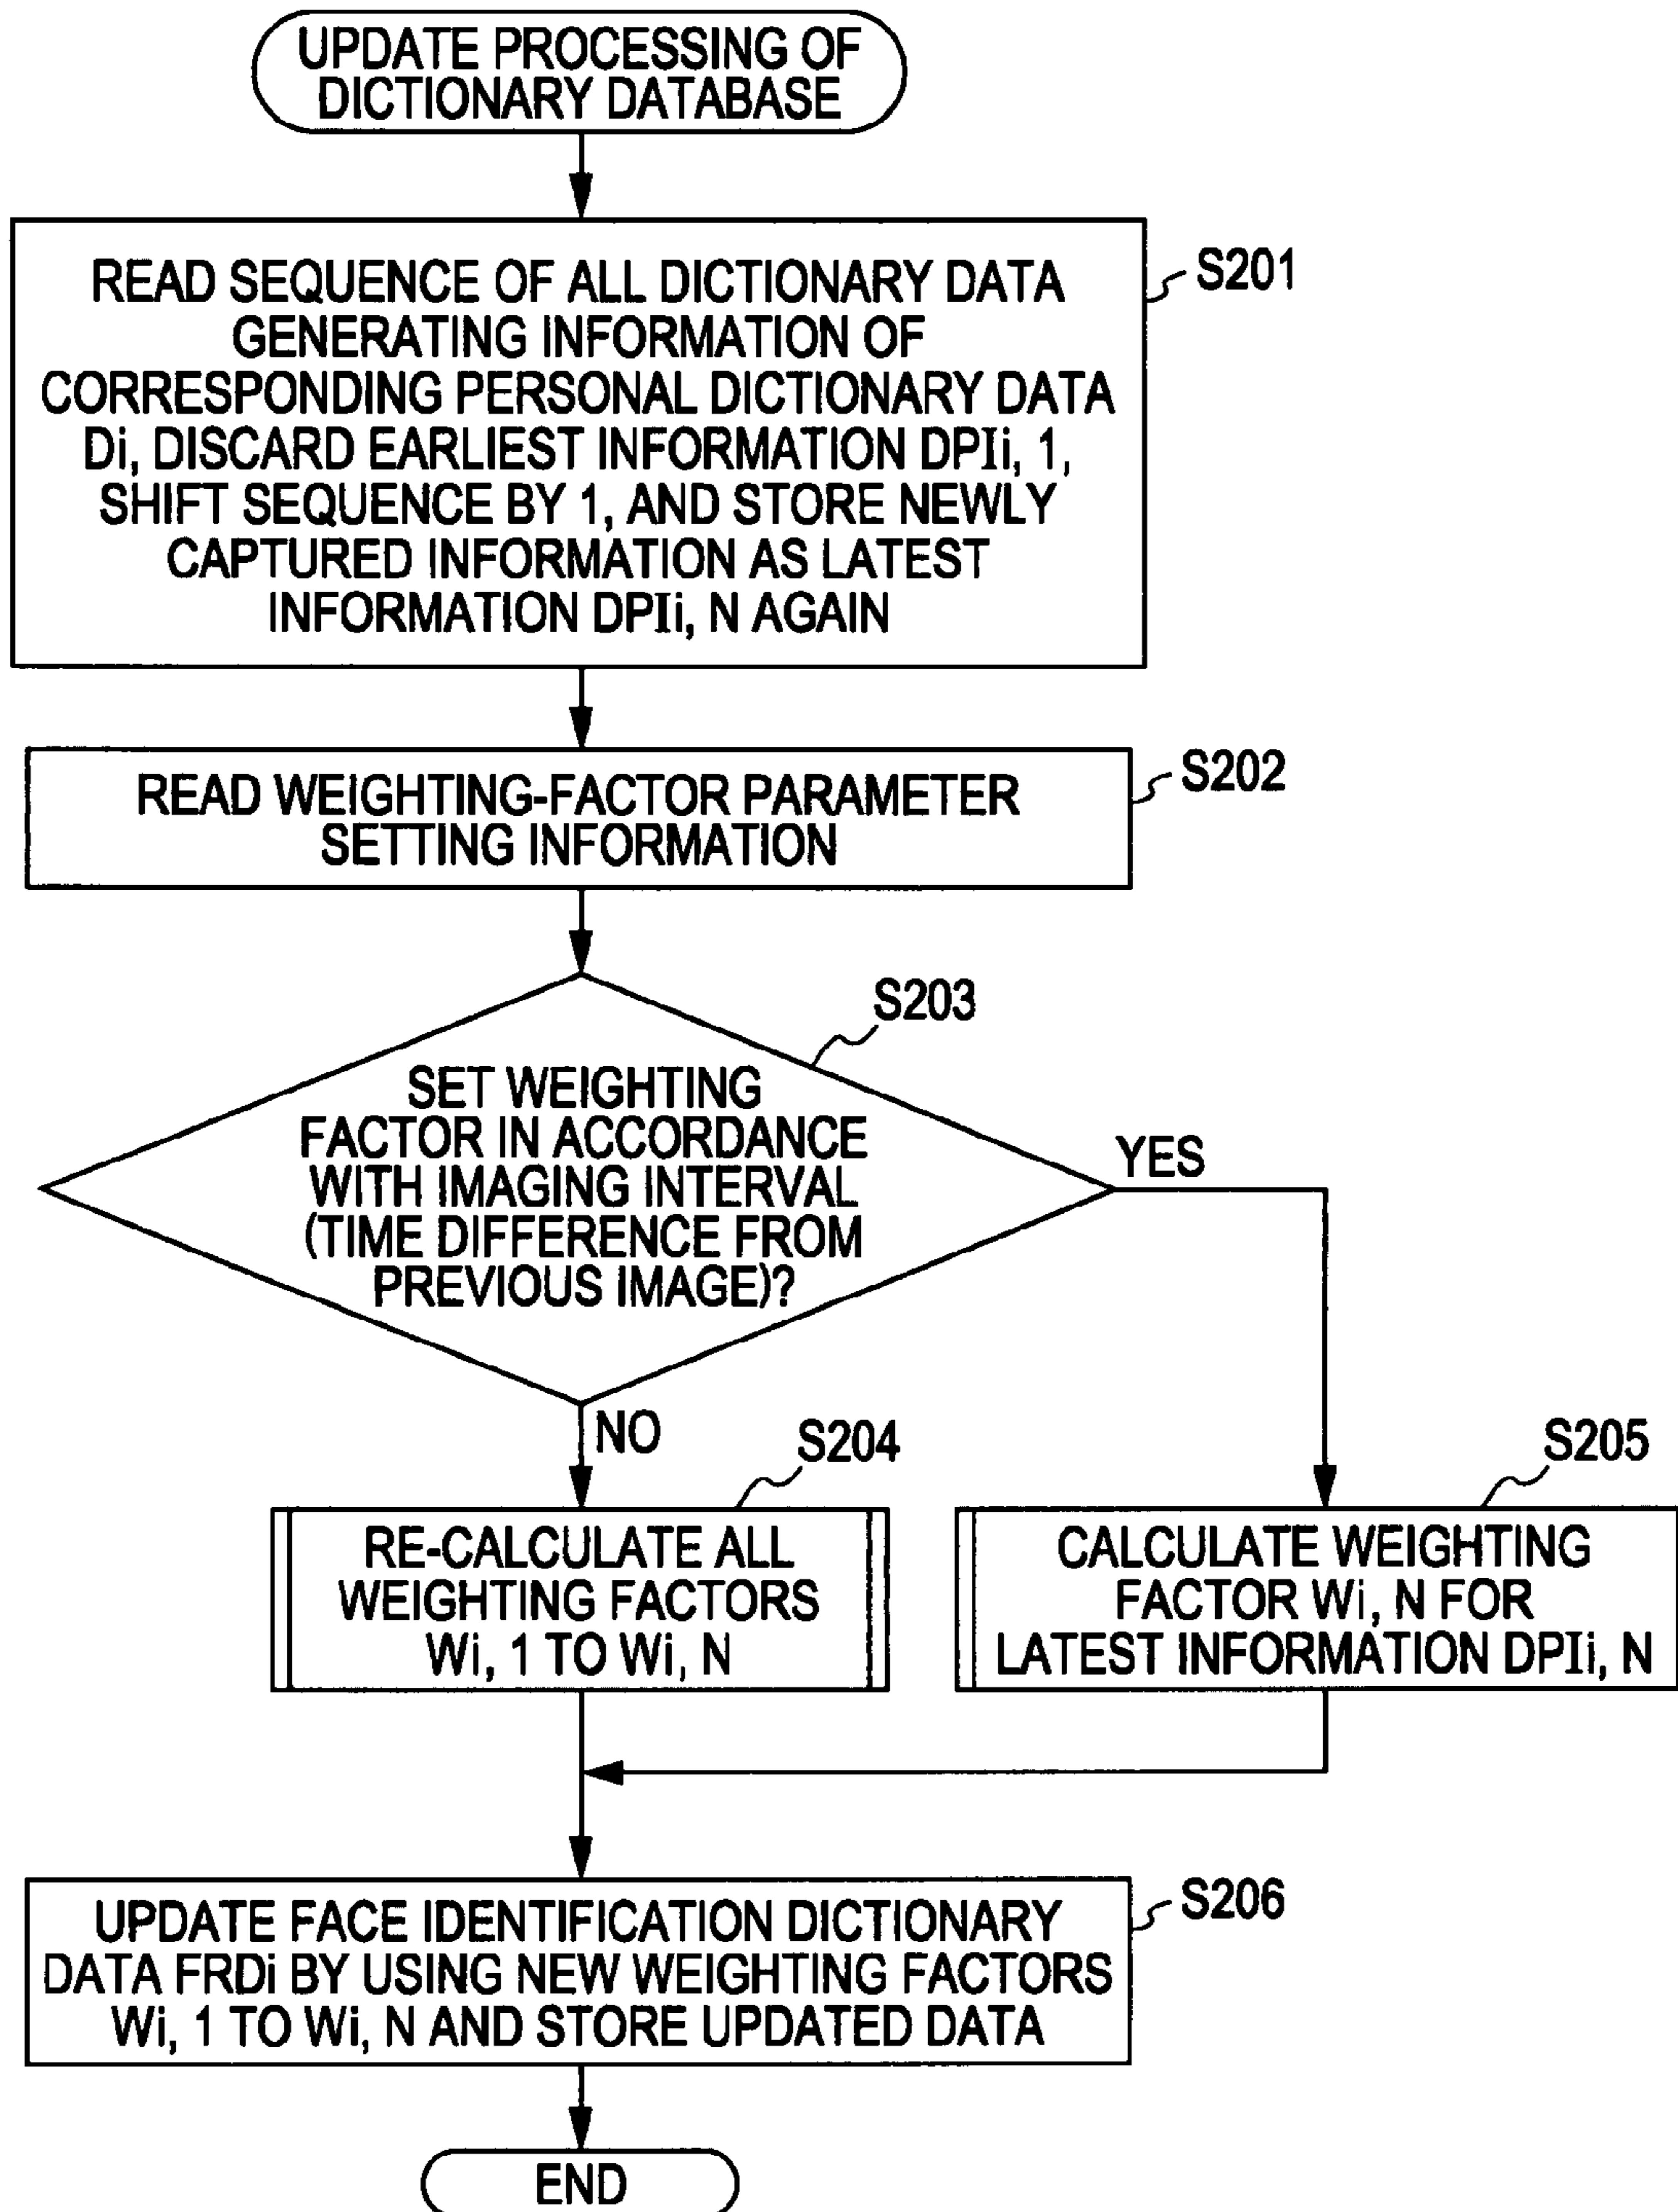 UPDATE PROCESSING OF
DICTIONARY DATABASE
READ SEQUENCE OF ALL DICTIONARY DATA
GENERATING INFORMATION OF
CORRESPONDING PERSONAL DICTIONARY DATA
Di, DISCARD EARLIEST INFORMATION DPIi, 1,
SHIFT SEQUENCE BY 1, AND STORE NEWLY
CAPTURED INFORMATION AS LATEST
INFORMATION DPIi, N AGAIN
S201
READ WEIGHTING-FACTOR PARAMETER
SETTING INFORMATION
S202
S203
SET WEIGHTING
FACTOR IN ACCORDANCE
WITH IMAGING INTERVAL
(TIME DIFFERENCE FROM
PREVIOUS IMAGE)?
YES
NO
S204
RE-CALCULATE ALL
WEIGHTING FACTORS
Wi, 1 TO Wi, N
S205
CALCULATE WEIGHTING
FACTOR Wi, N FOR
LATEST INFORMATION DPIi, N
UPDATE FACE IDENTIFICATION DICTIONARY
DATA FRDi BY USING NEW WEIGHTING FACTORS
Wi, 1 TO Wi, N AND STORE UPDATED DATA
S206
END